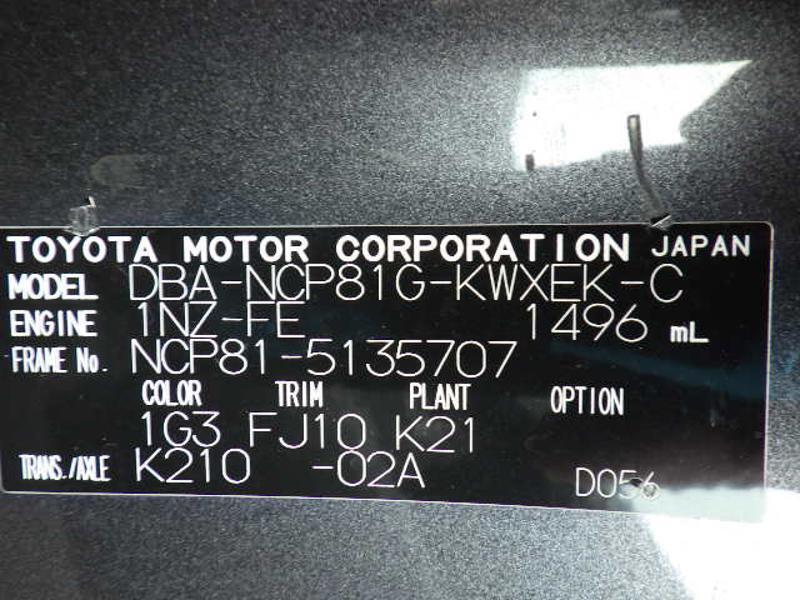 TOYOTA MOTOR CORPORATION JAPAN
MODEL DBA-NCP81G-KWXEK-C
ENGINE 1NZ-FE 1496 mL
FRAME No. NCP81-5135707
COLOR TRIM PLANT OPTION
1G3 FJ10 K21
TRANS./AXLE K210 -02A D056